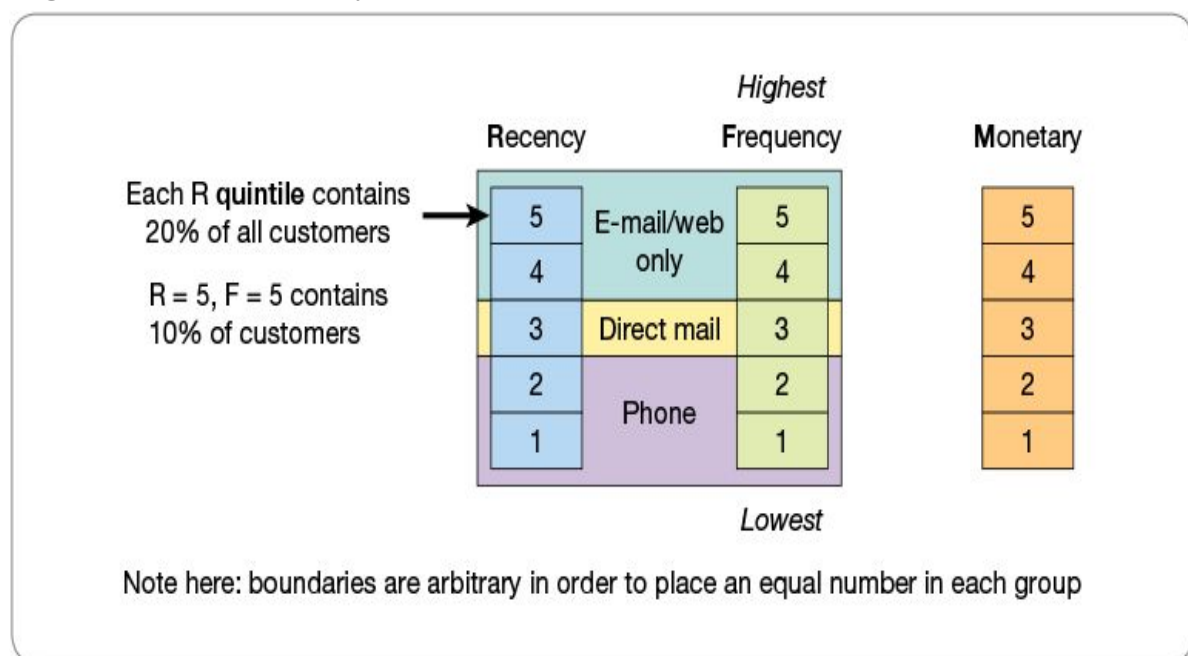 Highest
Recency
Frequency
Monetary
Each R quintile contains
20% of all customers
R = 5, F = 5 contains
10% of customers
5
4
3
2
1
E-mail/web
only
Direct mail
Phone
5
4
3
2
1
5
4
3
2
1
Lowest
Note here: boundaries are arbitrary in order to place an equal number in each group